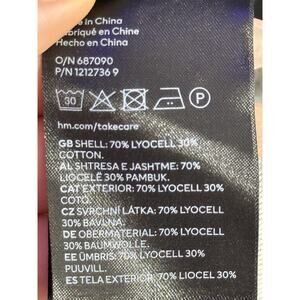 in China
Fabriqué en Chine
Hecho en China
O/N 687090
P/N 1212736 9
30
P
hm.com/takecare
GB SHELL: 70% LYOCELL 30%
COTTON.
AL SHTRESA E JASHTME: 70%
LIOCELË 30% PAMBUK.
CAT EXTERIOR: 70% LYOCELL 30%
COTÓ.
CZ SVRCHNÍ LÁTKA: 70% LYOCELL
30% BAVLNA.
DE OBERMATERIAL: 70% LYOCELL
30% BAUMWOLLE.
EE ÜMBRIS: 70% LYOCELL 30%
PUUVILL.
ES TELA EXTERIOR: 70% LIOCEL 30%